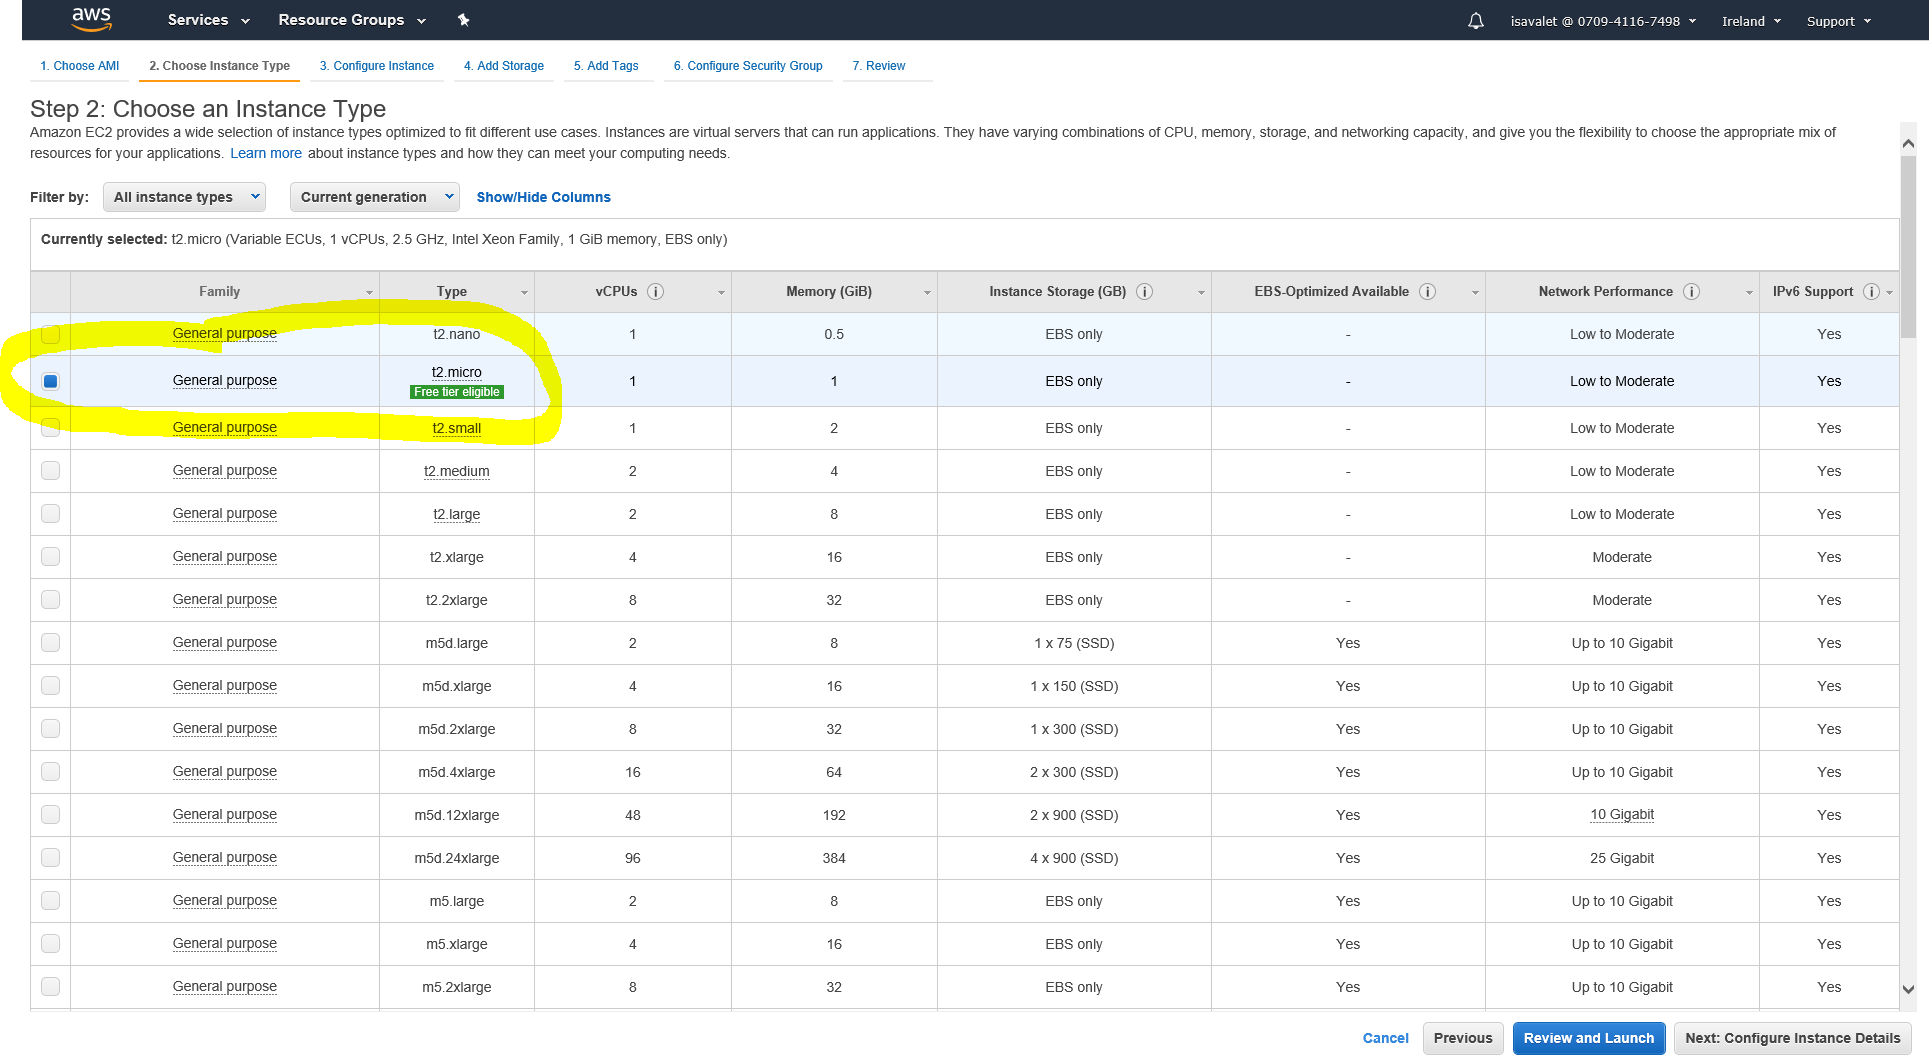 aws Services Resource Groups isavalet @ 0709-4116-7498 Ireland Support
1. Choose AMI 2. Choose Instance Type 3. Configure Instance 4. Add Storage 5. Add Tags 6. Configure Security Group 7. Review
Step 2: Choose an Instance Type
Amazon EC2 provides a wide selection of instance types optimized to fit different use cases. Instances are virtual servers that can run applications. They have varying combinations of CPU, memory, storage, and networking capacity, and give you the flexibility to choose the appropriate mix of
resources for your applications. Learn more about instance types and how they can meet your computing needs.
Filter by: All instance types Current generation Show/Hide Columns
Currently selected: t2.micro (Variable ECUs, 1 vCPUs, 2.5 GHz, Intel Xeon Family, 1 GiB memory, EBS only)
Family Type vCPUs i Memory (GiB) Instance Storage (GB) i EBS-Optimized Available i Network Performance i IPv6 Support i
General purpose t2.nano 1 0.5 EBS only - Low to Moderate Yes
General purpose t2.micro 1 1 EBS only - Low to Moderate Yes
Free tier eligible
General purpose t2.small 1 2 EBS only - Low to Moderate Yes
General purpose t2.medium 2 4 EBS only - Low to Moderate Yes
General purpose t2.large 2 8 EBS only - Low to Moderate Yes
General purpose t2.xlarge 4 16 EBS only - Moderate Yes
General purpose t2.2xlarge 8 32 EBS only - Moderate Yes
General purpose m5d.large 2 8 1 x 75 (SSD) Yes Up to 10 Gigabit Yes
General purpose m5d.xlarge 4 16 1 x 150 (SSD) Yes Up to 10 Gigabit Yes
General purpose m5d.2xlarge 8 32 1 x 300 (SSD) Yes Up to 10 Gigabit Yes
General purpose m5d.4xlarge 16 64 2 x 300 (SSD) Yes Up to 10 Gigabit Yes
General purpose m5d.12xlarge 48 192 2 x 900 (SSD) Yes 10 Gigabit Yes
General purpose m5d.24xlarge 96 384 4 x 900 (SSD) Yes 25 Gigabit Yes
General purpose m5.large 2 8 EBS only Yes Up to 10 Gigabit Yes
General purpose m5.xlarge 4 16 EBS only Yes Up to 10 Gigabit Yes
General purpose m5.2xlarge 8 32 EBS only Yes Up to 10 Gigabit Yes
Cancel Previous Review and Launch Next: Configure Instance Details